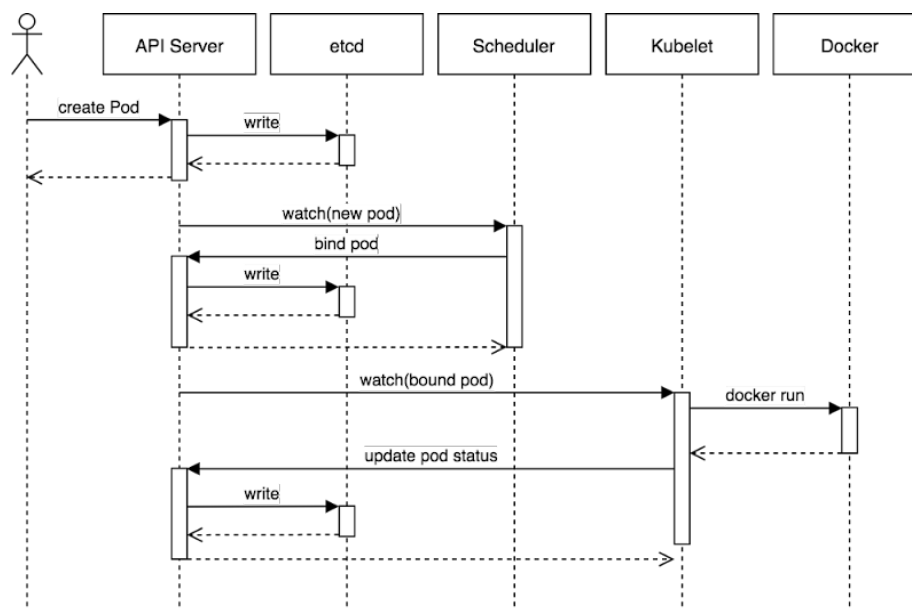 API Server
etcd
Scheduler
Kubelet
Docker
create Pod
write
watch(new pod)
bind pod
write
watch(bound pod)
docker run
update pod status
write